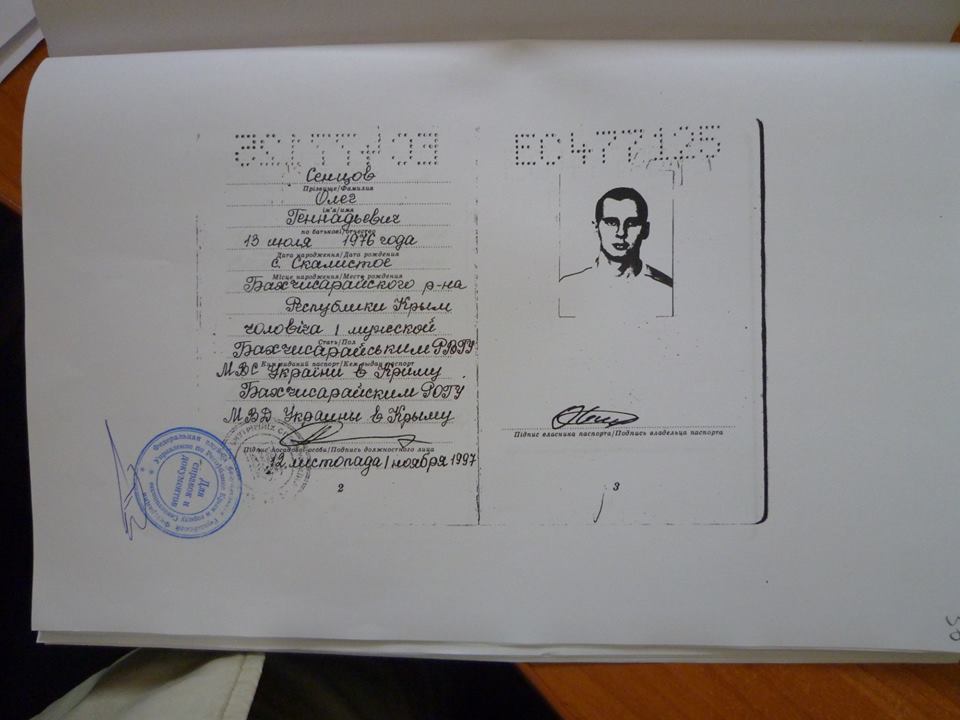 Сенцов
Прізвище/Фамилия
Олег
ім'я/имя
Геннадьевич
по батькові/отчество
13 июля 1976 года
Дата народження/Дата рождения
с. Скалистое
Місце народження/Место рождения
Бахчисарайского р-на
Республики Крым
чоловіча / мужской
Стать/Пол
Бахчисарайським РВГУ
Ким виданий паспорт/Кем выдан паспорт
МВС України в Криму
Бахчисарайским РОГУ
МВД Украины в Крыму
Підпис посадової особи/Подпись должностного лица
12 листопада / ноября 1997
2
Для
справок и
документов
ЕС477125
Підпис власника паспорта/Подпись владельца паспорта
3